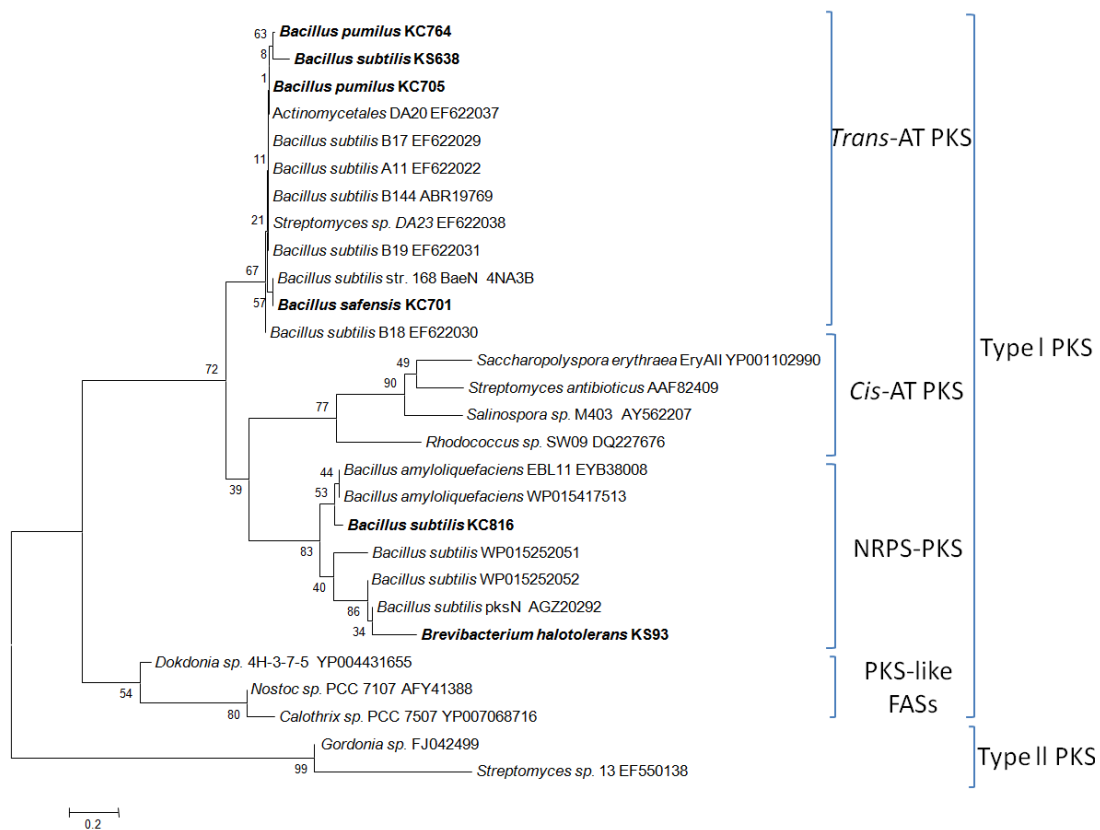 63
Bacillus pumilus KC764
8
Bacillus subtilis KS638
1
Bacillus pumilus KC705
Actinomycetales DA20 EF622037
Bacillus subtilis B17 EF622029
11
Bacillus subtilis A11 EF622022
Bacillus subtilis B144 ABR19769
21
Streptomyces sp. DA23 EF622038
Bacillus subtilis B19 EF622031
67
Bacillus subtilis str. 168 BaeN 4NA3B
57
Bacillus safensis KC701
Bacillus subtilis B18 EF622030
Trans-AT PKS
49
Saccharopolyspora erythraea EryAII YP001102990
90
Streptomyces antibioticus AAF82409
72
77
Salinospora sp. M403 AY562207
Rhodococcus sp. SW09 DQ227676
Cis-AT PKS
Type I PKS
44
Bacillus amyloliquefaciens EBL11 EYB38008
39
53
Bacillus amyloliquefaciens WP015417513
Bacillus subtilis KC816
83
Bacillus subtilis WP015252051
40
Bacillus subtilis WP015252052
86
Bacillus subtilis pksN AGZ20292
34
Brevibacterium halotolerans KS93
NRPS-PKS
Dokdonia sp. 4H-3-7-5 YP004431655
54
Nostoc sp. PCC 7107 AFY41388
80
Calothrix sp. PCC 7507 YP007068716
PKS-like
FASs
Gordonia sp. FJ042499
99
Streptomyces sp. 13 EF550138
Type II PKS
0.2